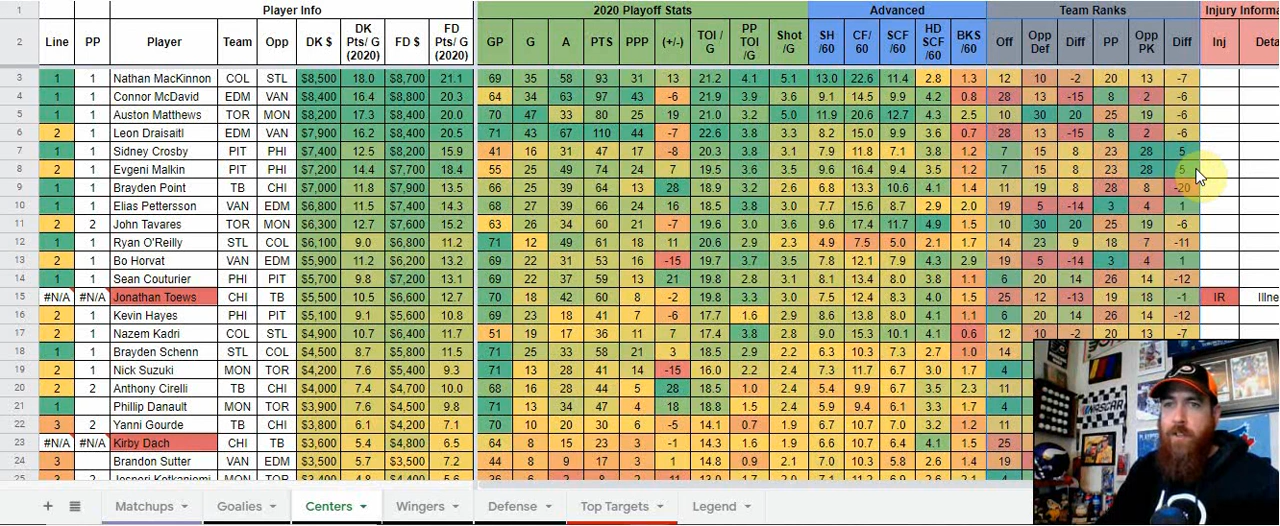 1 Player Info 2020 Playoff Stats Advanced Team Ranks Injury Informa
2 Line PP Player Team Opp DK $ DK Pts/ G (2020) FD $ FD Pts/ G (2020) GP G A PTS PPP (+/-) TOI / G PP TOI /G Shot /G SH /60 CF/ 60 SCF/ /60 HD SCF /60 BKS /60 Off Opp Def Diff PP Opp PK Diff Inj Deta
3 1 1 Nathan MacKinnon COL STL $8,500 18.0 $8,700 21.1 69 35 58 93 31 13 21.2 4.1 5.1 13.0 22.6 11.4 2.8 1.3 12 10 -2 20 13 -7
4 1 1 Connor McDavid EDM VAN $8,400 16.4 $8,800 20.3 64 34 63 97 43 -6 21.9 3.9 3.6 9.1 14.5 9.9 4.2 0.8 28 13 -15 8 2 -6
5 1 1 Auston Matthews TOR MON $8,200 17.3 $8,400 20.0 70 47 33 80 25 19 21.0 3.2 5.0 11.9 20.6 12.7 4.3 2.5 10 30 20 25 19 -6
6 2 1 Leon Draisaitl EDM VAN $7,900 16.2 $8,400 20.5 71 43 67 110 44 -7 22.6 3.8 3.3 8.2 15.0 9.9 3.6 0.7 28 13 -15 8 2 -6
7 1 1 Sidney Crosby PIT PHI $7,400 12.5 $8,200 15.9 41 16 31 47 17 -8 20.3 3.8 3.1 7.9 11.8 7.1 3.8 1.2 7 15 8 23 28 5
8 2 1 Evgeni Malkin PIT PHI $7,200 14.4 $7,700 18.4 55 25 49 74 24 7 19.5 3.8 3.6 9.6 16.4 9.4 3.5 1.2 7 15 8 23 28 5
9 1 1 Brayden Point TB CHI $7,000 11.8 $7,900 13.9 66 25 39 64 13 28 18.9 3.2 2.6 6.8 13.3 10.6 4.1 1.4 11 19 8 28 8 -20
10 1 1 Elias Pettersson VAN EDM $6,800 11.5 $7,400 14.3 68 27 39 66 24 16 18.5 3.8 3.0 7.7 15.6 8.7 2.9 2.0 19 5 -14 3 4 1
11 2 2 John Tavares TOR MON $6,300 12.7 $7,600 15.2 63 26 34 60 21 -7 19.6 3.0 3.6 9.4 17.4 11.7 4.9 1.5 10 30 20 25 19 -6
12 1 1 Ryan O'Reilly STL COL $6,100 9.0 $6,800 11.2 71 12 49 61 18 11 20.6 2.9 2.3 4.9 7.5 5.0 2.1 1.7 14 23 9 18 7 -11
13 2 1 Bo Horvat VAN EDM $5,900 11.2 $6,200 13.2 69 22 31 53 16 -15 19.7 3.7 3.5 7.8 12.1 7.9 4.3 2.9 19 5 -14 3 4 1
14 1 1 Sean Couturier PHI PIT $5,700 9.8 $7,200 13.1 69 22 37 59 13 21 19.8 2.8 3.1 8.1 13.4 8.0 3.8 1.1 6 20 14 26 14 -12
15 #N/A #N/A Jonathan Toews CHI TB $5,500 10.5 $6,600 12.7 70 18 42 60 8 -2 19.8 3.3 3.0 7.5 12.4 8.3 4.0 1.5 25 12 -13 19 18 -1 IR Illne
16 2 1 Kevin Hayes PHI PIT $5,100 9.1 $5,600 10.8 69 23 18 41 7 -6 17.7 1.6 2.9 8.6 13.8 8.0 4.1 1.1 6 20 14 26 14 -12
17 2 1 Nazem Kadri COL STL $4,900 10.7 $6,400 11.7 51 19 17 36 11 7 17.4 3.8 2.8 9.0 15.3 10.1 4.1 0.6 12 10 -2 20 13 -7
18 1 1 Brayden Schenn STL COL $4,500 8.7 $5,800 11.5 71 25 33 58 21 3 18.5 2.9 2.2 6.3 10.3 7.3 2.7 1.0 14
19 2 1 Nick Suzuki MON TOR $4,200 7.6 $5,400 9.3 71 13 28 41 14 -15 16.0 2.2 2.4 7.3 11.7 6.7 2.3 1.7 4
20 2 2 Anthony Cirelli TB CHI $4,000 7.4 $4,700 10.0 68 16 28 44 5 28 18.5 1.0 2.0 5.4 9.9 6.9 3.5 2.3 11
21 1 Phillip Danault MON TOR $3,900 7.6 $4,500 9.8 71 13 34 47 4 18 18.8 1.5 2.4 5.9 9.4 6.1 3.3 1.7 4
22 3 2 Yanni Gourde TB CHI $3,800 6.1 $4,200 7.1 70 10 20 30 6 -5 14.1 0.7 1.8 6.8 10.7 7.0 3.2 1.2 11
23 #N/A #N/A Kirby Dach CHI TB $3,600 5.4 $4,800 6.5 64 8 15 23 3 -1 14.3 1.6 1.9 6.6 10.7 6.4 4.1 1.5 25
24 3 Brandon Sutter VAN EDM $3,500 5.7 $3,500 7.2 44 8 9 17 3 1 14.8 0.9 2.1 7.0 10.3 5.8 2.6 1.4 19
25 3
+ Matchups Goalies Centers Wingers Defense Top Targets Legend
NASCAR